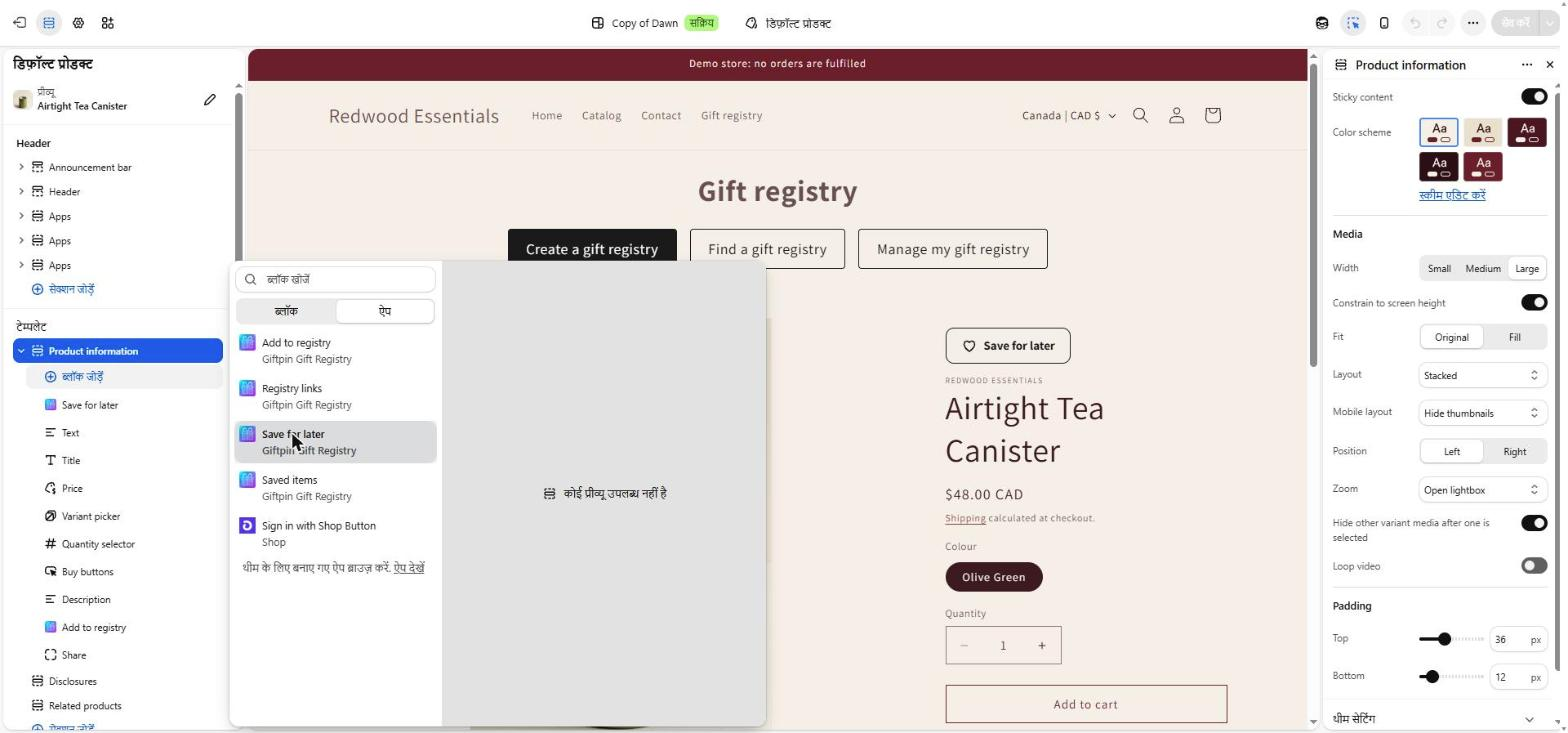 Copy of Dawn
सक्रिय
डिफ़ॉल्ट प्रोडक्ट
सेव करें
डिफ़ॉल्ट प्रोडक्ट
प्रीव्यू
Airtight Tea Canister
Header
Announcement bar
Header
Apps
Apps
Apps
सेक्शन जोड़ें
टेम्पलेट
Product information
ब्लॉक जोड़ें
Save for later
Text
Title
Price
Variant picker
Quantity selector
Buy buttons
Description
Add to registry
Share
Disclosures
Related products
सेक्शन जोड़ें
ब्लॉक खोजें
ब्लॉक
ऐप
Add to registry
Giftpin Gift Registry
Registry links
Giftpin Gift Registry
Save for later
Giftpin Gift Registry
Saved items
Giftpin Gift Registry
Sign in with Shop Button
Shop
थीम के लिए बनाए गए ऐप ब्राउज़ करें. ऐप देखें
कोई प्रीव्यू उपलब्ध नहीं है
Demo store: no orders are fulfilled
Redwood Essentials
Home
Catalog
Contact
Gift registry
Canada | CAD $
Gift registry
Create a gift registry
Find a gift registry
Manage my gift registry
Save for later
REDWOOD ESSENTIALS
Airtight Tea
Canister
$48.00 CAD
Shipping calculated at checkout.
Colour
Olive Green
Quantity
1
Add to cart
Product information
Sticky content
Color scheme
Aa
Aa
Aa
Aa
Aa
स्कीम एडिट करें
Media
Width
Small
Medium
Large
Constrain to screen height
Fit
Original
Fill
Layout
Stacked
Mobile layout
Hide thumbnails
Position
Left
Right
Zoom
Open lightbox
Hide other variant media after one is
selected
Loop video
Padding
Top
36
px
Bottom
12
px
थीम सेटिंग